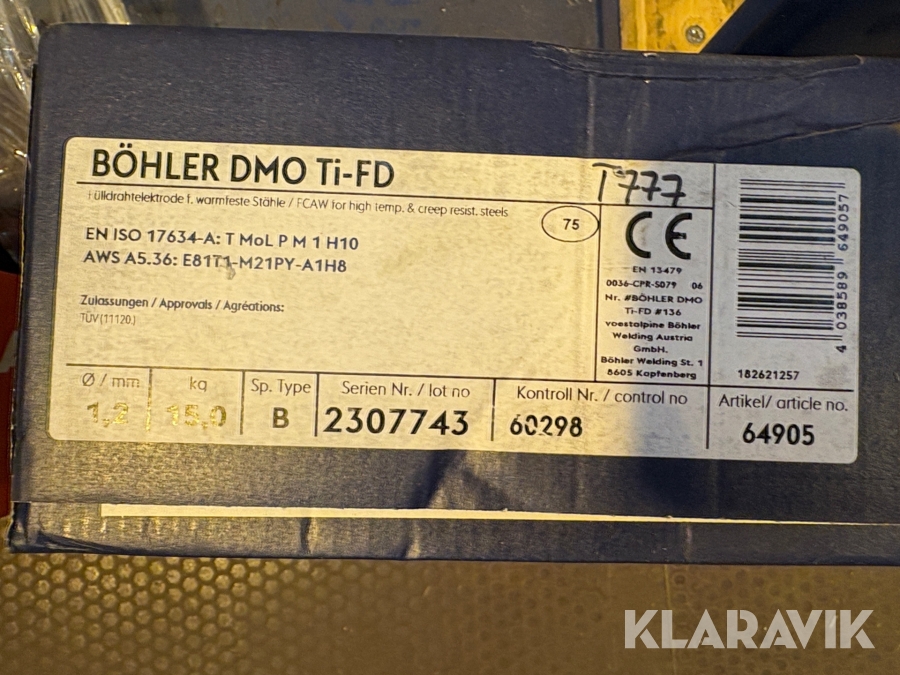 BÖHLER DMO Ti-FD
Fülldrahtelektrode f. warmfeste Stähle / FCAW for high temp. & creep resist. steels
75
EN ISO 17634-A: T MoL P M 1 H10
AWS A5.36: E81T1-M21PY-A1H8
Zulassungen / Approvals / Agréations:
TÜV (11120.)
T777
CE
EN 13479
0036-CPR-S079 06
Nr. #BÖHLER DMO
Ti-FD #136
voestalpine Böhler
Welding Austria
GmbH.
Böhler Welding St. 1
8605 Kapfenberg
4 038589 649057
182621257
Ø / mm
1,2
kg
15,0
Sp. Type
B
Serien Nr. / lot no
2307743
Kontroll Nr. / control no
60298
Artikel/ article no.
64905
KLARAVIK